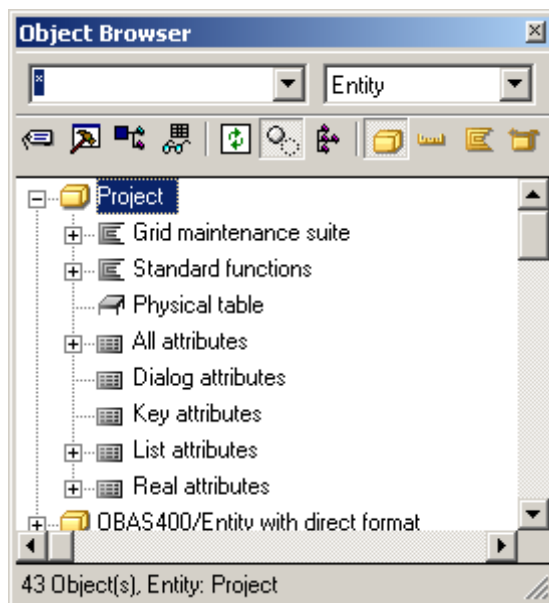 Object Browser
*
Entity
Project
Grid maintenance suite
Standard functions
Physical table
All attributes
Dialog attributes
Key attributes
List attributes
Real attributes
OBAS400/Entity with direct format
43 Object(s), Entity: Project